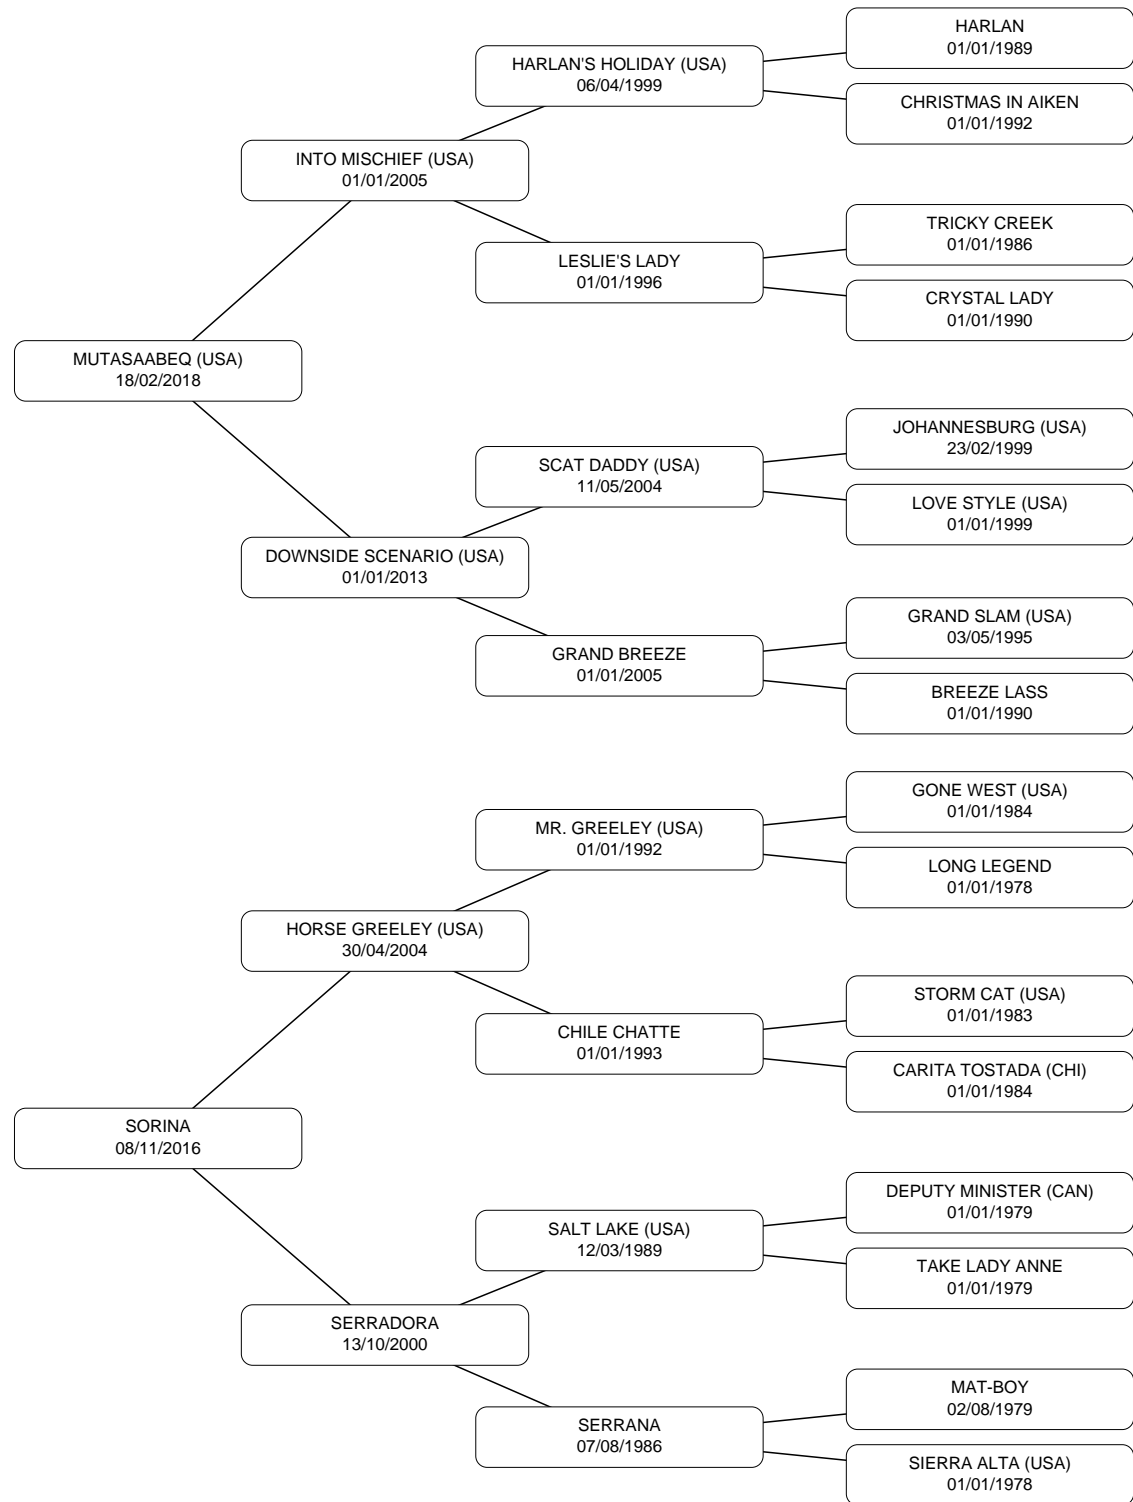 HARLAN
01/01/1989
HARLAN'S HOLIDAY (USA)
06/04/1999
CHRISTMAS IN AIKEN
01/01/1992
INTO MISCHIEF (USA)
01/01/2005
TRICKY CREEK
01/01/1986
LESLIE'S LADY
01/01/1996
CRYSTAL LADY
01/01/1990
MUTASAABEQ (USA)
18/02/2018
JOHANNESBURG (USA)
23/02/1999
SCAT DADDY (USA)
11/05/2004
LOVE STYLE (USA)
01/01/1999
DOWNSIDE SCENARIO (USA)
01/01/2013
GRAND SLAM (USA)
03/05/1995
GRAND BREEZE
01/01/2005
BREEZE LASS
01/01/1990
GONE WEST (USA)
01/01/1984
MR. GREELEY (USA)
01/01/1992
LONG LEGEND
01/01/1978
HORSE GREELEY (USA)
30/04/2004
STORM CAT (USA)
01/01/1983
CHILE CHATTE
01/01/1993
CARITA TOSTADA (CHI)
01/01/1984
SORINA
08/11/2016
DEPUTY MINISTER (CAN)
01/01/1979
SALT LAKE (USA)
12/03/1989
TAKE LADY ANNE
01/01/1979
SERRADORA
13/10/2000
MAT-BOY
02/08/1979
SERRANA
07/08/1986
SIERRA ALTA (USA)
01/01/1978